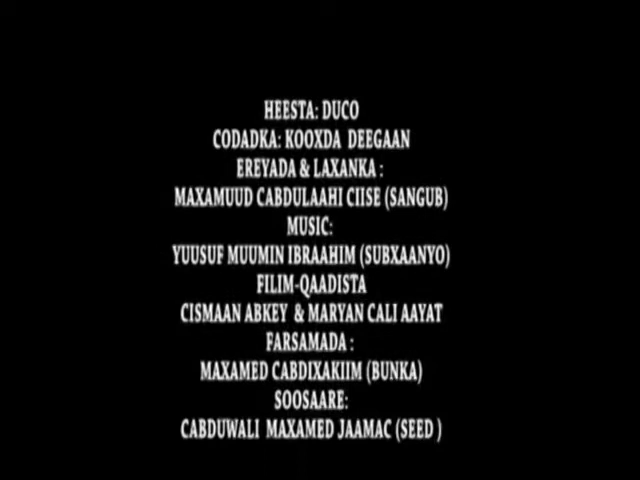 HEESTA: DUCO
CODADKA: KOOXDA DEEGAAN
EREYADA & LAXANKA :
MAXAMUUD CABDULAAHI CIISE (SANGUB)
MUSIC:
YUUSUF MUUMIN IBRAAHIM (SUBXAANYO)
FILIM-QAADISTA
CISMAAN ABKEY & MARYAN CALI AAYAT
FARSAMADA :
MAXAMED CABDIXAKIIM (BUNKA)
SOOSAARE:
CABDUWALI MAXAMED JAAMAC (SEED )